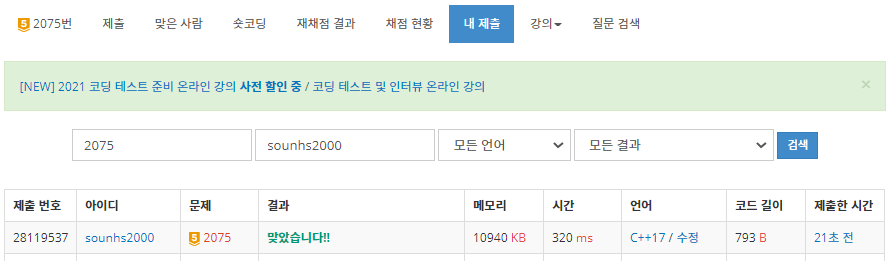 5 2075번 제출 맞은 사람 숏코딩 재채점 결과 채점 현황 내 제출 강의 질문 검색
[NEW] 2021 코딩 테스트 준비 온라인 강의 사전 할인 중 / 코딩 테스트 및 인터뷰 온라인 강의 ×
2075 sounhs2000 모든 언어 모든 결과 검색
제출 번호 아이디 문제 결과 메모리 시간 언어 코드 길이 제출한 시간
28119537 sounhs2000 5 2075 맞았습니다!! 10940 KB 320 ms C++17 / 수정 793 B 21초 전